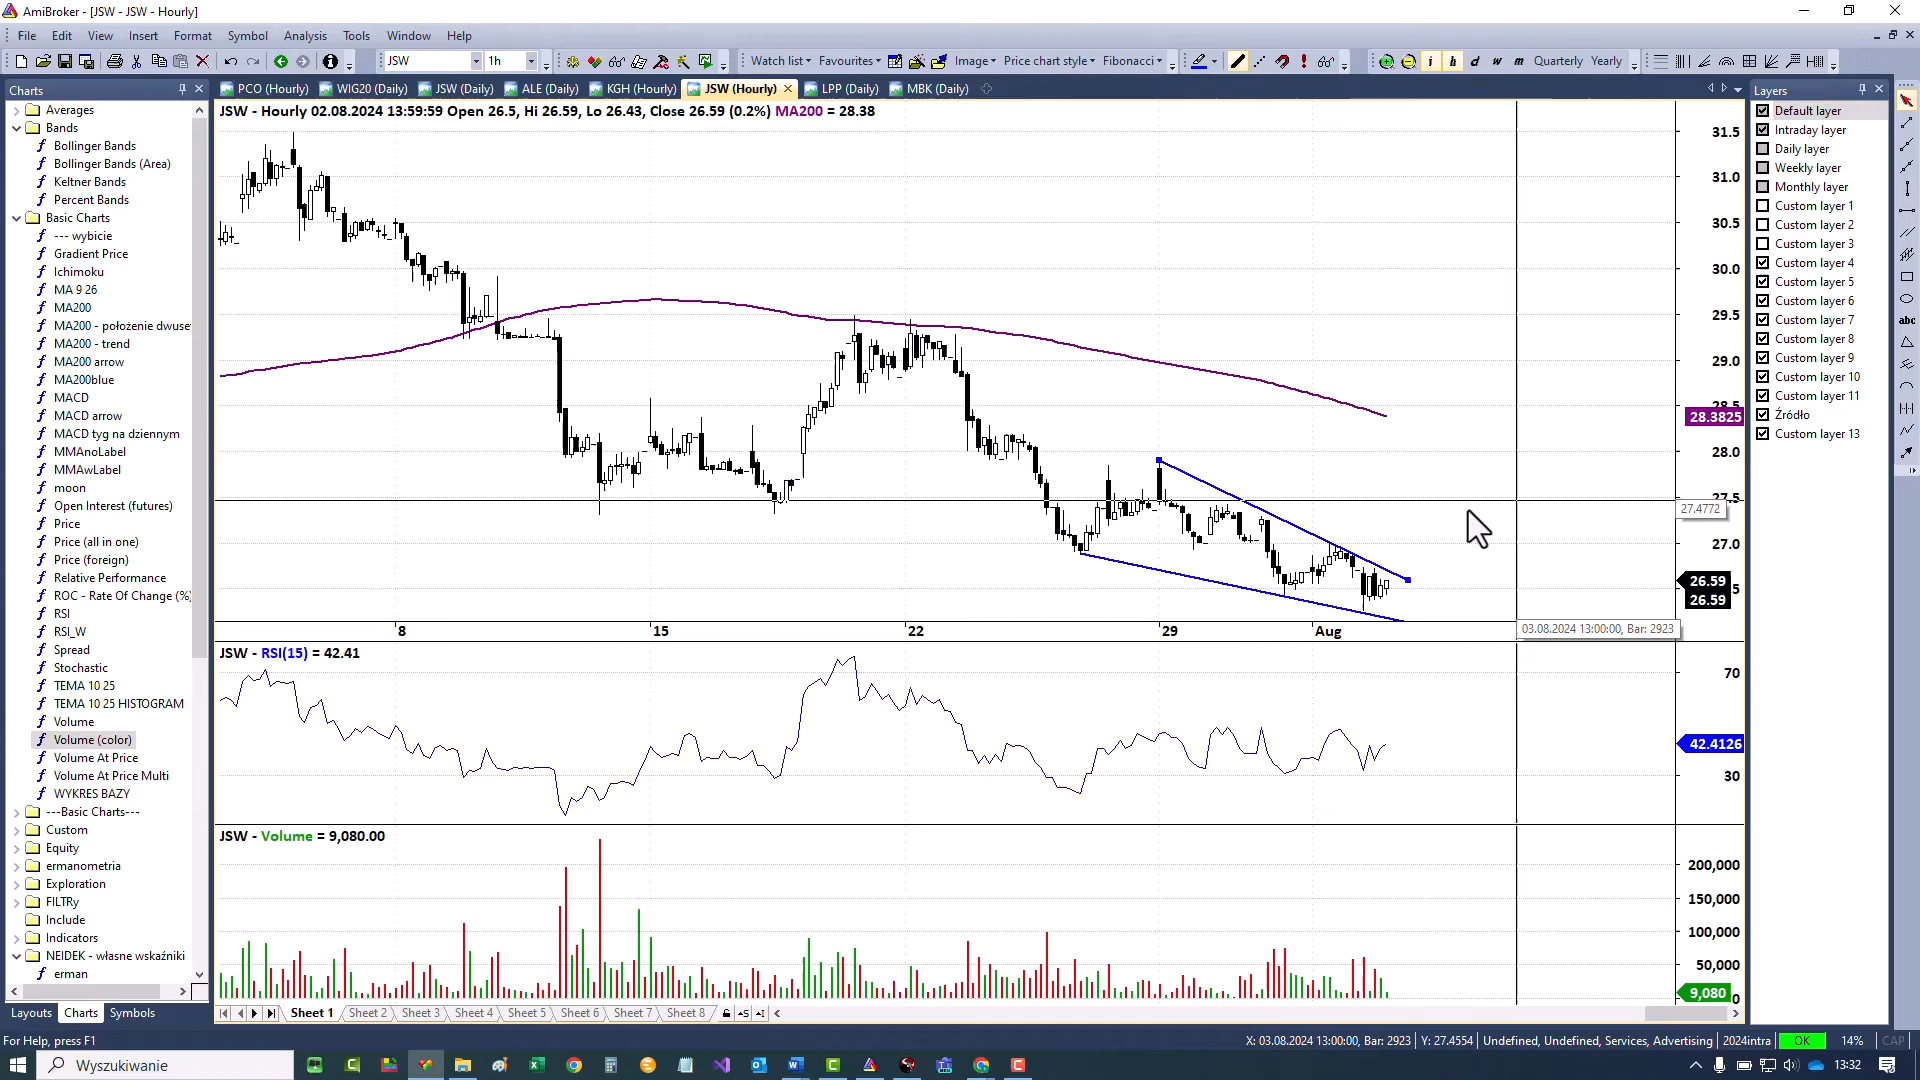 AmiBroker - [JSW - JSW - Hourly]
File Edit View Insert Format Symbol Analysis Tools Window Help
JSW 1h Watch list Favourites Image Price chart style Fibonacci i h d w m Quarterly Yearly
Charts
PCO (Hourly) WIG20 (Daily) JSW (Daily) ALE (Daily) KGH (Hourly) JSW (Hourly) LPP (Daily) MBK (Daily)
Averages
Bands
Bollinger Bands
Bollinger Bands (Area)
Keltner Bands
Percent Bands
Basic Charts
--- wybicie
Gradient Price
Ichimoku
MA 9 26
MA200
MA200 - położenie dwuse
MA200 - trend
MA200 arrow
MA200blue
MACD
MACD arrow
MACD tyg na dziennym
MMAnoLabel
MMAwLabel
moon
Open Interest (futures)
Price
Price (all in one)
Price (foreign)
Relative Performance
ROC - Rate Of Change (%)
RSI
RSI_W
Spread
Stochastic
TEMA 10 25
TEMA 10 25 HISTOGRAM
Volume
Volume (color)
Volume At Price
Volume At Price Multi
WYKRES BAZY
---Basic Charts---
Custom
Equity
ermanometria
Exploration
FILTRy
Include
Indicators
NEIDEK - własne wskaźniki
erman
Layouts Charts Symbols
JSW - Hourly 02.08.2024 13:59:59 Open 26.5, Hi 26.59, Lo 26.43, Close 26.59 (0.2%) MA200 = 28.38
31.5
31.0
30.5
30.0
29.5
29.0
28.5
28.3825
28.0
27.5
27.4772
27.0
26.59
26.59
5
8 15 22 29 Aug
03.08.2024 13:00:00, Bar: 2923
JSW - RSI(15) = 42.41
70
42.4126
30
JSW - Volume = 9,080.00
200,000
150,000
100,000
50,000
9,080
0
Sheet 1 Sheet 2 Sheet 3 Sheet 4 Sheet 5 Sheet 6 Sheet 7 Sheet 8
Layers
Default layer
Intraday layer
Daily layer
Weekly layer
Monthly layer
Custom layer 1
Custom layer 2
Custom layer 3
Custom layer 4
Custom layer 5
Custom layer 6
Custom layer 7
Custom layer 8
Custom layer 9
Custom layer 10
Custom layer 11
Źródło
Custom layer 13
abc
For Help, press F1
X: 03.08.2024 13:00:00, Bar: 2923 Y: 27.4554 Undefined, Undefined, Services, Advertising 2024intra OK 14% CAP
Wyszukiwanie
13:32